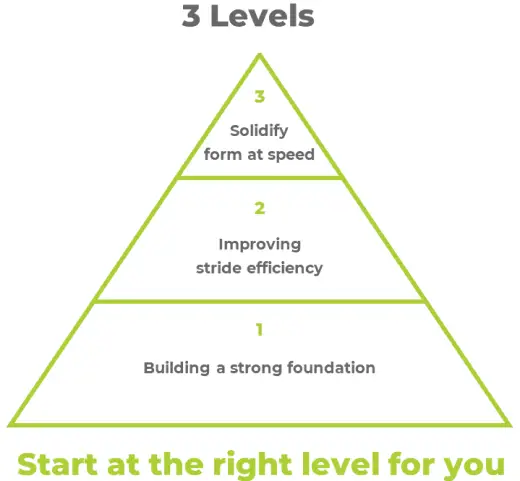 3 Levels
3
Solidify
form at speed
2
Improving
stride efficiency
1
Building a strong foundation
Start at the right level for you